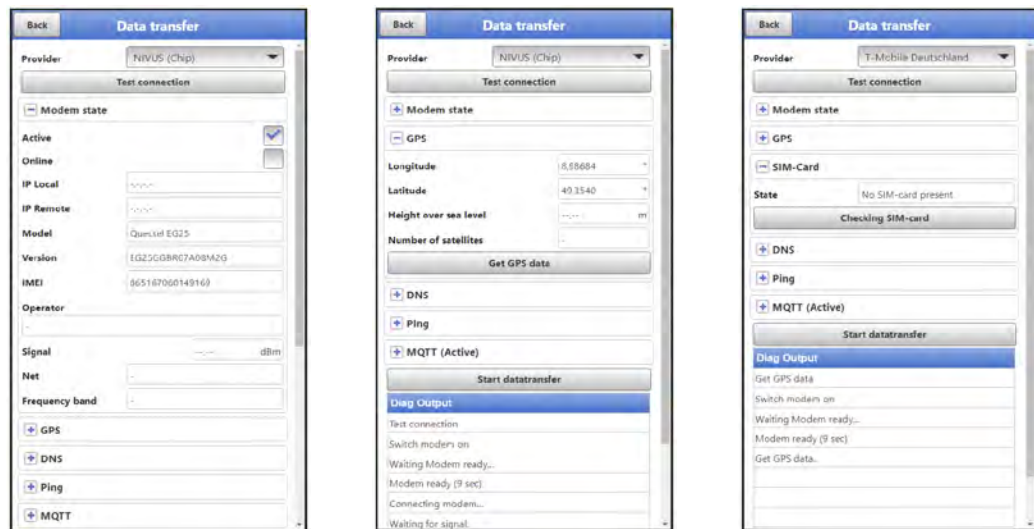 Back Data transfer
Provider NIVUS (Chip)
Test connection
Modem state
Active
Online
IP Local -.-.-.-
IP Remote -.-.-.-
Model Quectel EG25
Version EG25GGBR07A08M2G
IMEI
Operator
-
Signal --.-- dBm
Net -
Frequency band -
GPS
DNS
Ping
MQTT
Back Data transfer
Provider NIVUS (Chip)
Test connection
Modem state
GPS
Longitude 8,58684 °
Latitude 49,3540 °
Height over sea level --.-- m
Number of satellites -
Get GPS data
DNS
Ping
MQTT (Active)
Start datatransfer
Diag Output
Test connection
Switch modem on
Waiting Modem ready...
Modem ready (9 sec)
Connecting modem...
Waiting for signal.
Back Data transfer
Provider T-Mobile Deutschland
Test connection
Modem state
GPS
SIM-Card
State No SIM-card present
Checking SIM-card
DNS
Ping
MQTT (Active)
Start datatransfer
Diag Output
Get GPS data
Switch modem on
Waiting Modem ready...
Modem ready (9 sec)
Get GPS data..